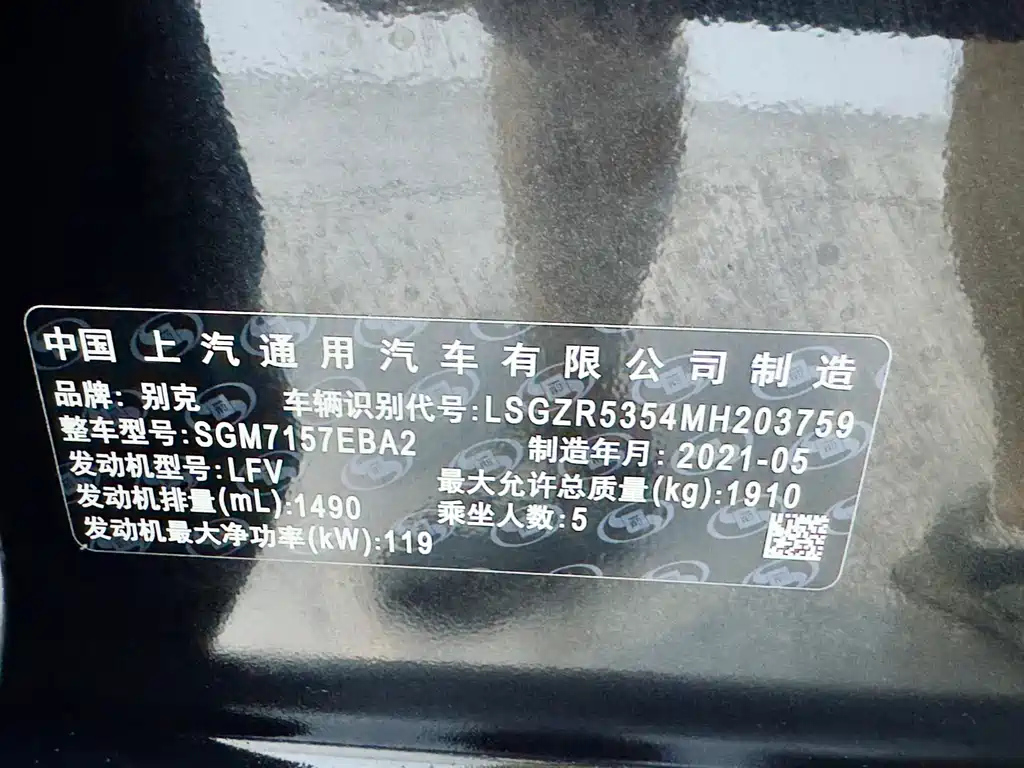 中国上汽通用汽车有限公司制造
品牌: 别克 车辆识别代号:LSGZR5354MH203759
整车型号:SGM7157EBA2 制造年月: 2021-05
发动机型号:LFV 最大允许总质量(kg):1910
发动机排量(mL):1490 乘坐人数:5
发动机最大净功率(kW):119